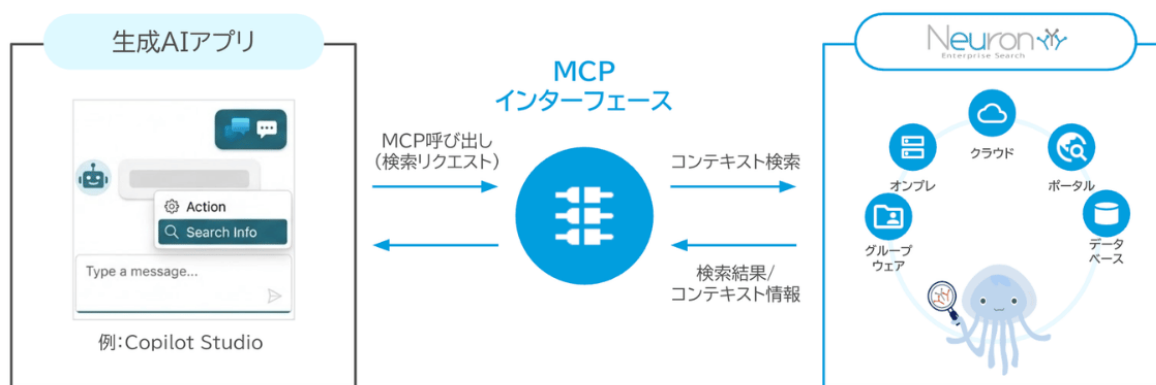 生成AIアプリ
Action
Search Info
Type a message...
例：Copilot Studio
MCP
インターフェース
MCP呼び出し
（検索リクエスト）
コンテキスト検索
検索結果/
コンテキスト情報
Neuron
Enterprise Search
クラウド
オンプレ
ポータル
グループ
ウェア
データ
ベース